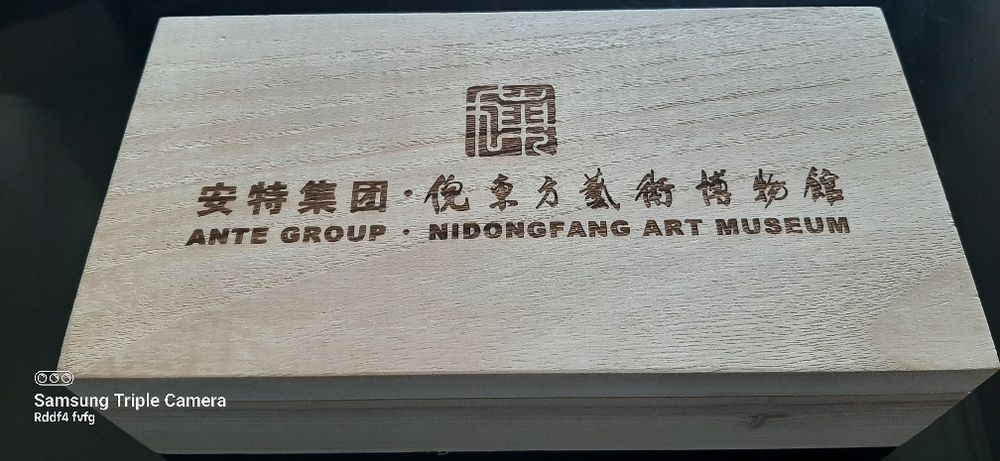 安特集团·倪東方藝術博物館
ANTE GROUP · NIDONGFANG ART MUSEUM
Samsung Triple Camera
Rddf4 fvfg